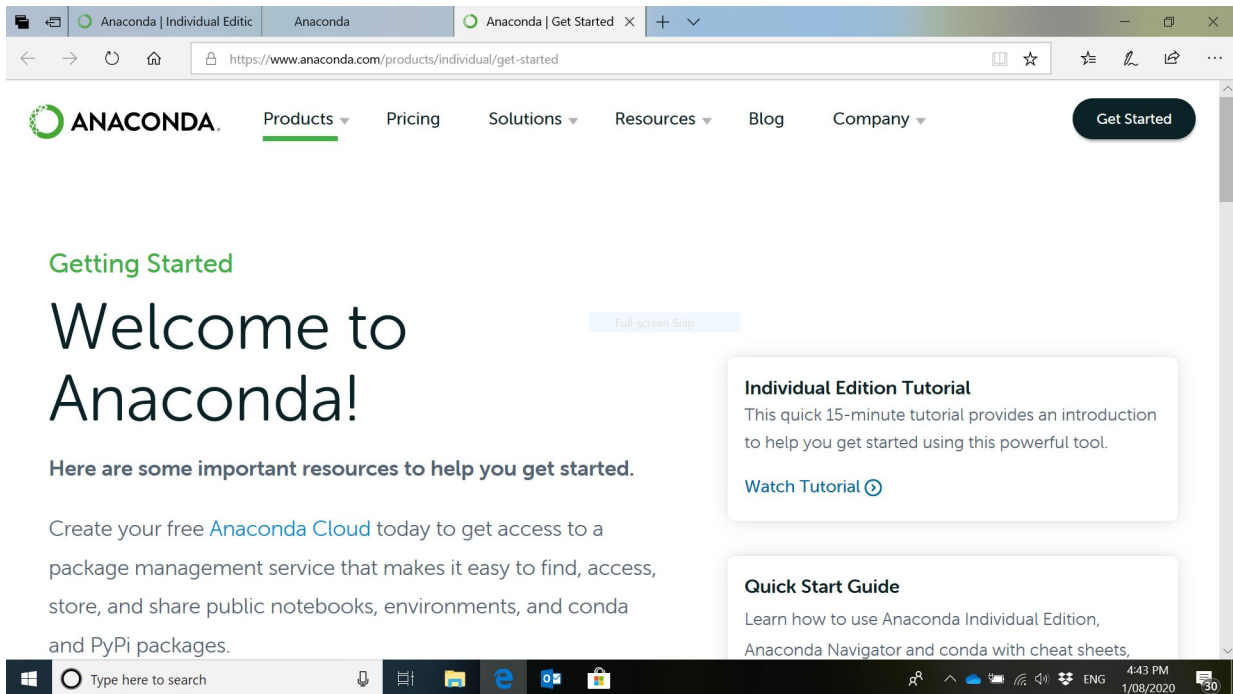 Anaconda | Individual Editic
Anaconda
Anaconda | Get Started
https://www.anaconda.com/products/individual/get-started
ANACONDA.
Products
Pricing
Solutions
Resources
Blog
Company
Get Started
Getting Started
Welcome to
Anaconda!
Here are some important resources to help you get started.
Create your free Anaconda Cloud today to get access to a
package management service that makes it easy to find, access,
store, and share public notebooks, environments, and conda
and PyPi packages.
Full-screen Snip
Individual Edition Tutorial
This quick 15-minute tutorial provides an introduction
to help you get started using this powerful tool.
Watch Tutorial
Quick Start Guide
Learn how to use Anaconda Individual Edition,
Anaconda Navigator and conda with cheat sheets,
Type here to search
ENG
4:43 PM
1/08/2020
30